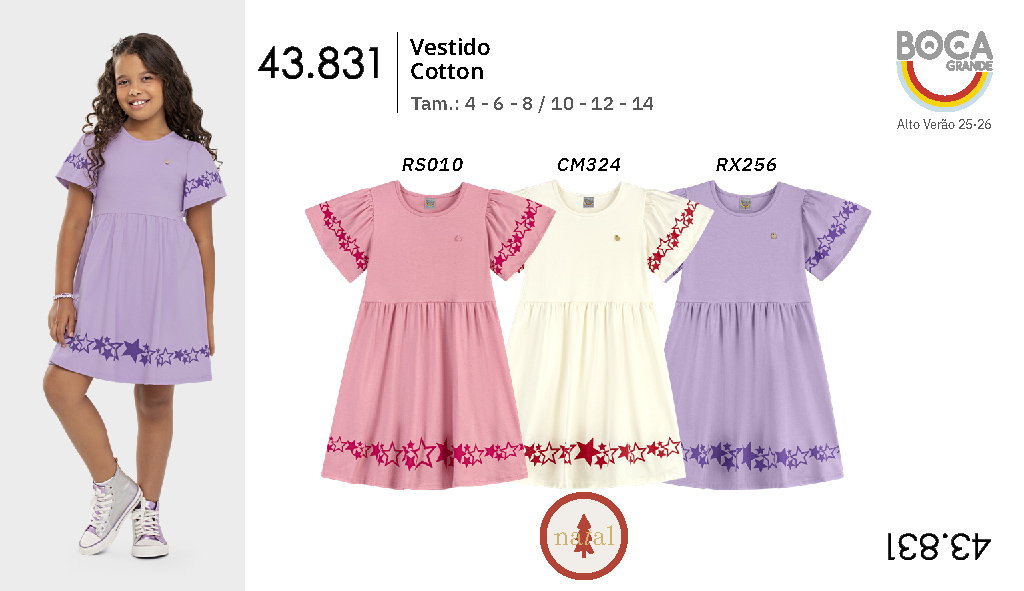 43.831
Vestido
Cotton
Tam.: 4 - 6 - 8 / 10 - 12 - 14
BOCA
GRANDE
Alto Verão 25-26
RS010
CM324
RX256
natal
43.831